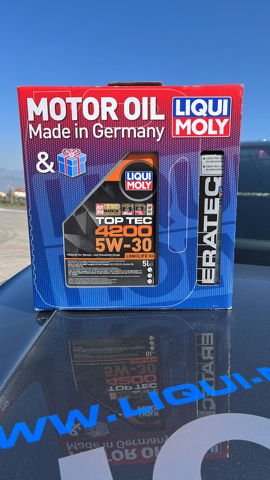 MOTOR OIL
Made in Germany
LIQUI
MOLY
&
LIQUI
MOLY
TOP TEC
4200
5W-30
LONGLIFE III
5L
ERATEC
WWW.LIQUI-M